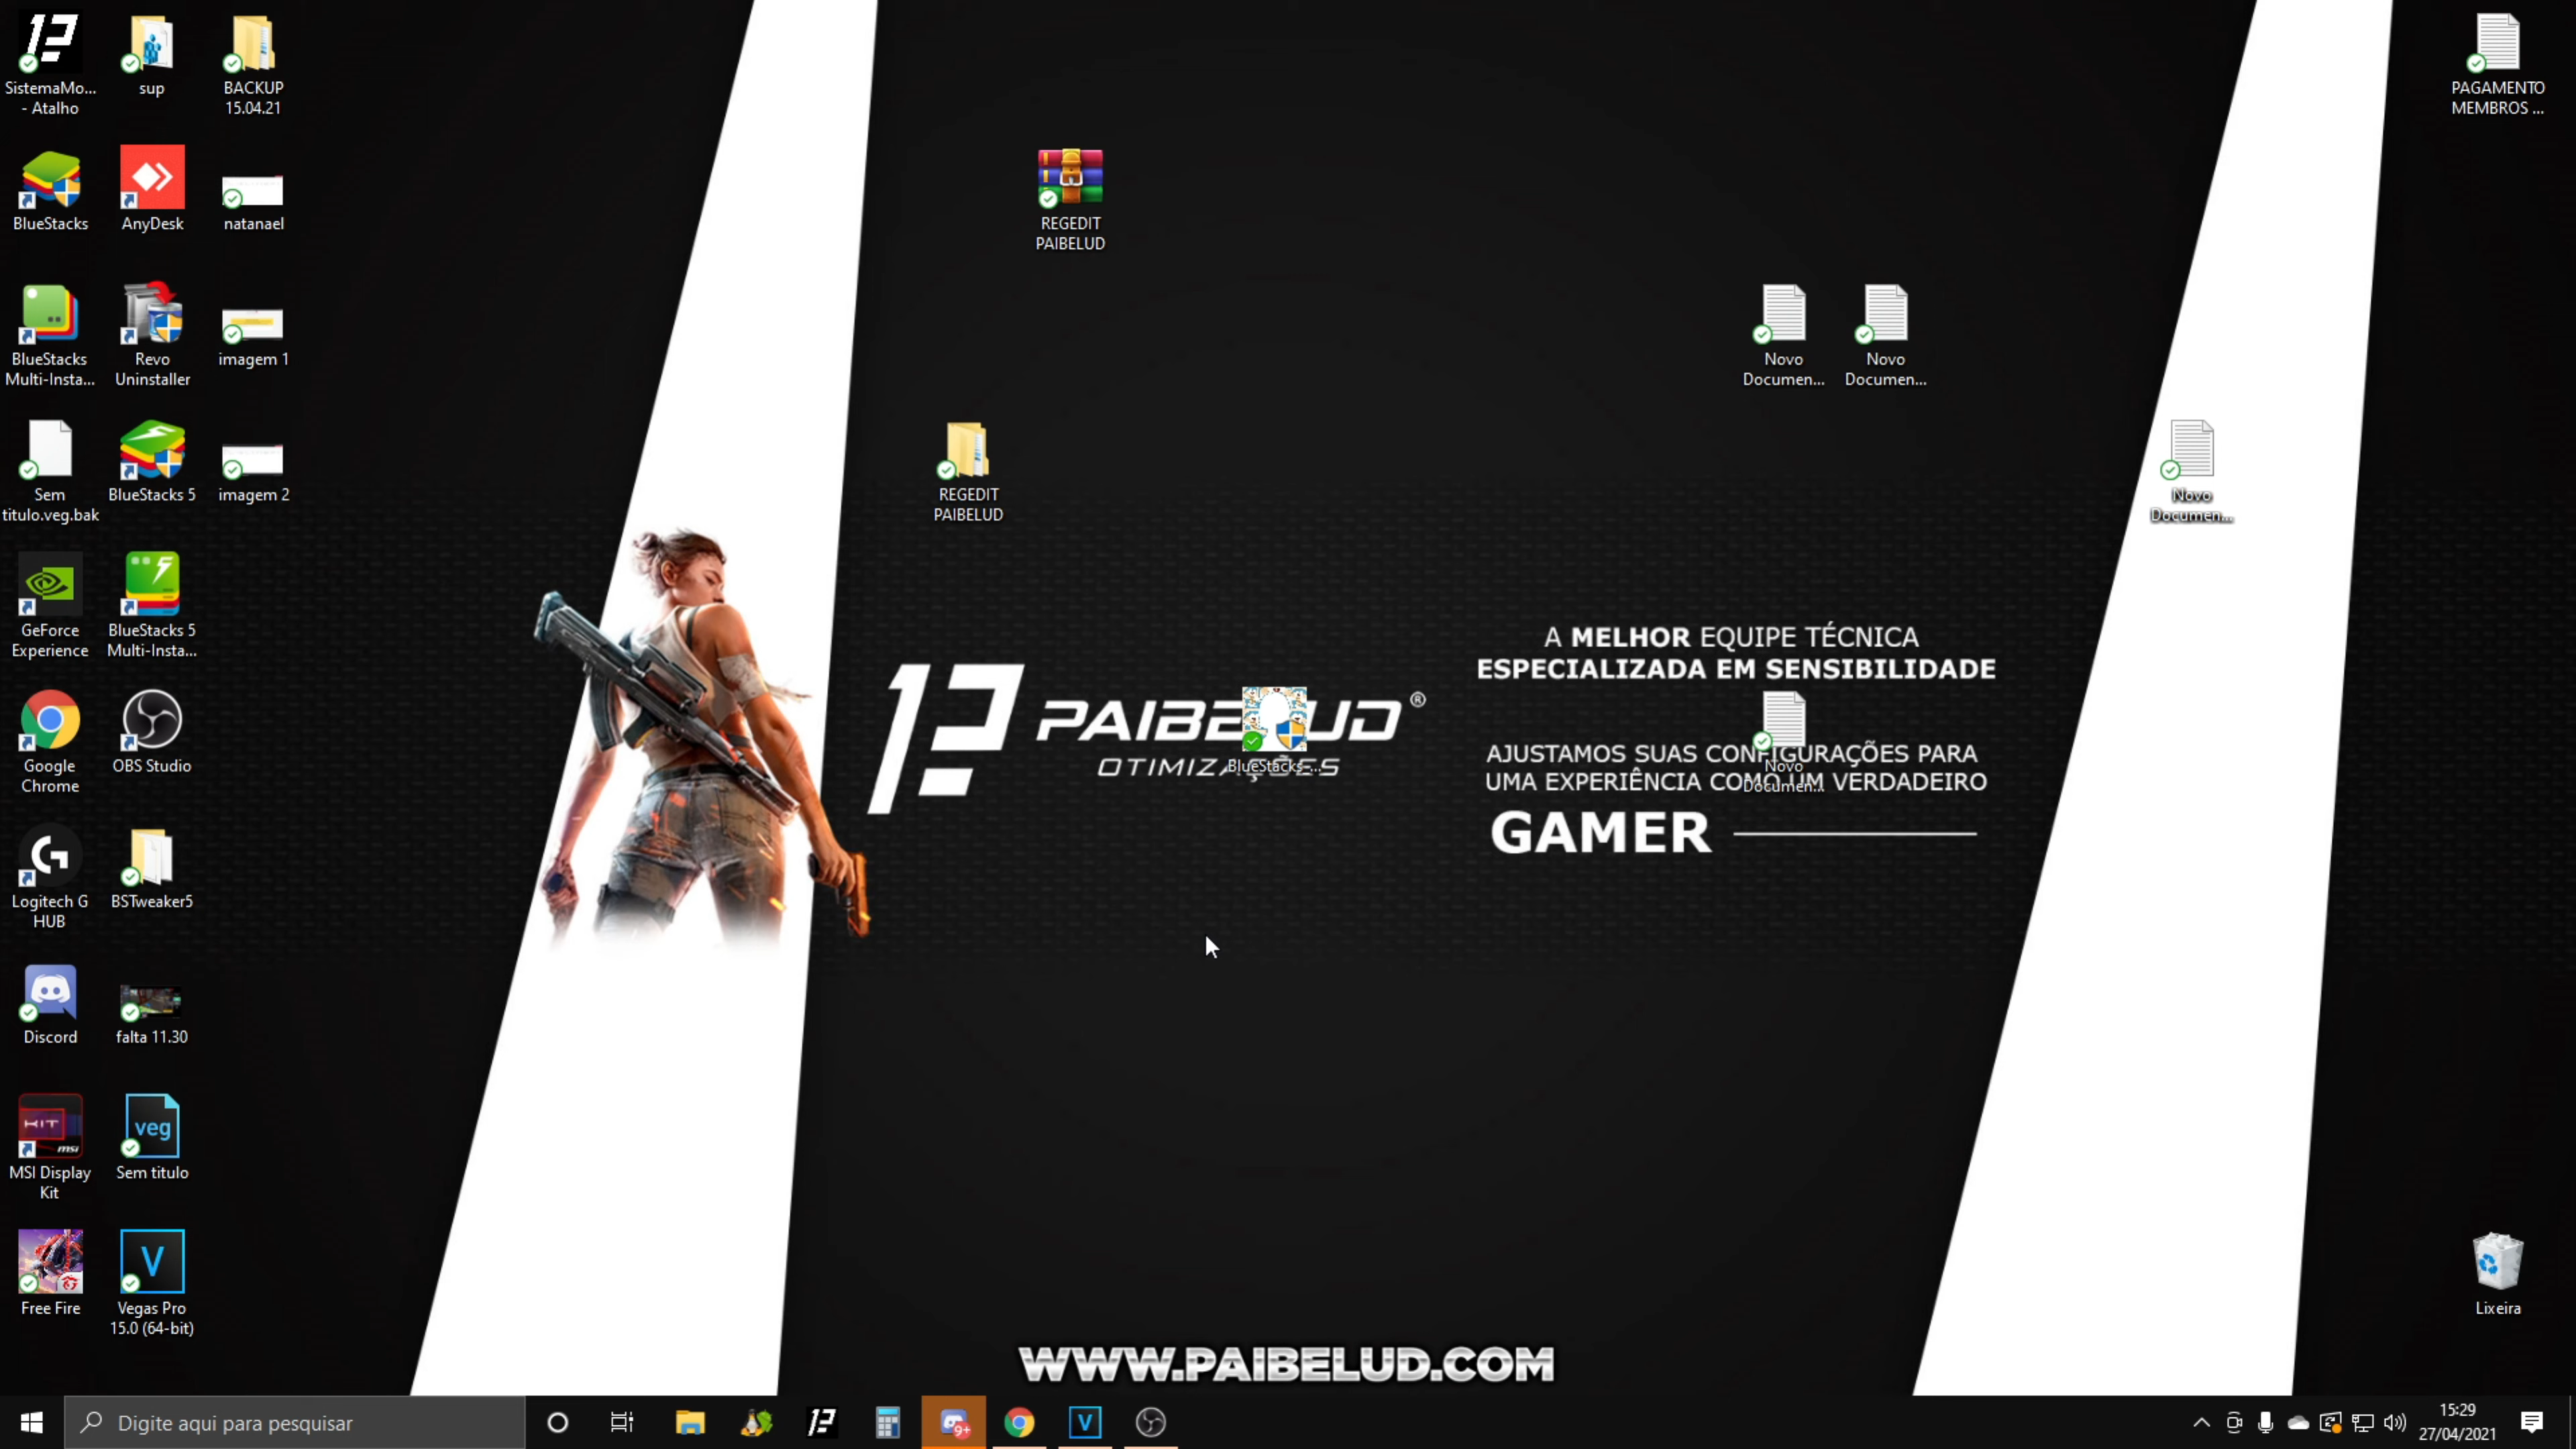 SistemaMo...
- Atalho
sup
BACKUP
15.04.21
PAGAMENTO
MEMBROS ...
BlueStacks
AnyDesk
natanael
REGEDIT
PAIBELUD
BlueStacks
Multi-Insta...
Revo
Uninstaller
imagem 1
Novo
Documen...
Novo
Documen...
Sem
titulo.veg.bak
BlueStacks 5
imagem 2
REGEDIT
PAIBELUD
Novo
Documen...
GeForce
Experience
BlueStacks 5
Multi-Insta...
A MELHOR EQUIPE TÉCNICA
ESPECIALIZADA EM SENSIBILIDADE
PAIBELUD®
OTIMIZAÇÕES
BlueStacks-...
AJUSTAMOS SUAS CONFIGURAÇÕES PARA
UMA EXPERIÊNCIA COMO UM VERDADEIRO
GAMER
Novo
Documen...
Google
Chrome
OBS Studio
Logitech G
HUB
BSTweaker5
Discord
falta 11.30
KIT
msi
MSI Display
Kit
veg
Sem titulo
Free Fire
V
Vegas Pro
15.0 (64-bit)
Lixeira
WWW.PAIBELUD.COM
Digite aqui para pesquisar
9+
V
15:29
27/04/2021